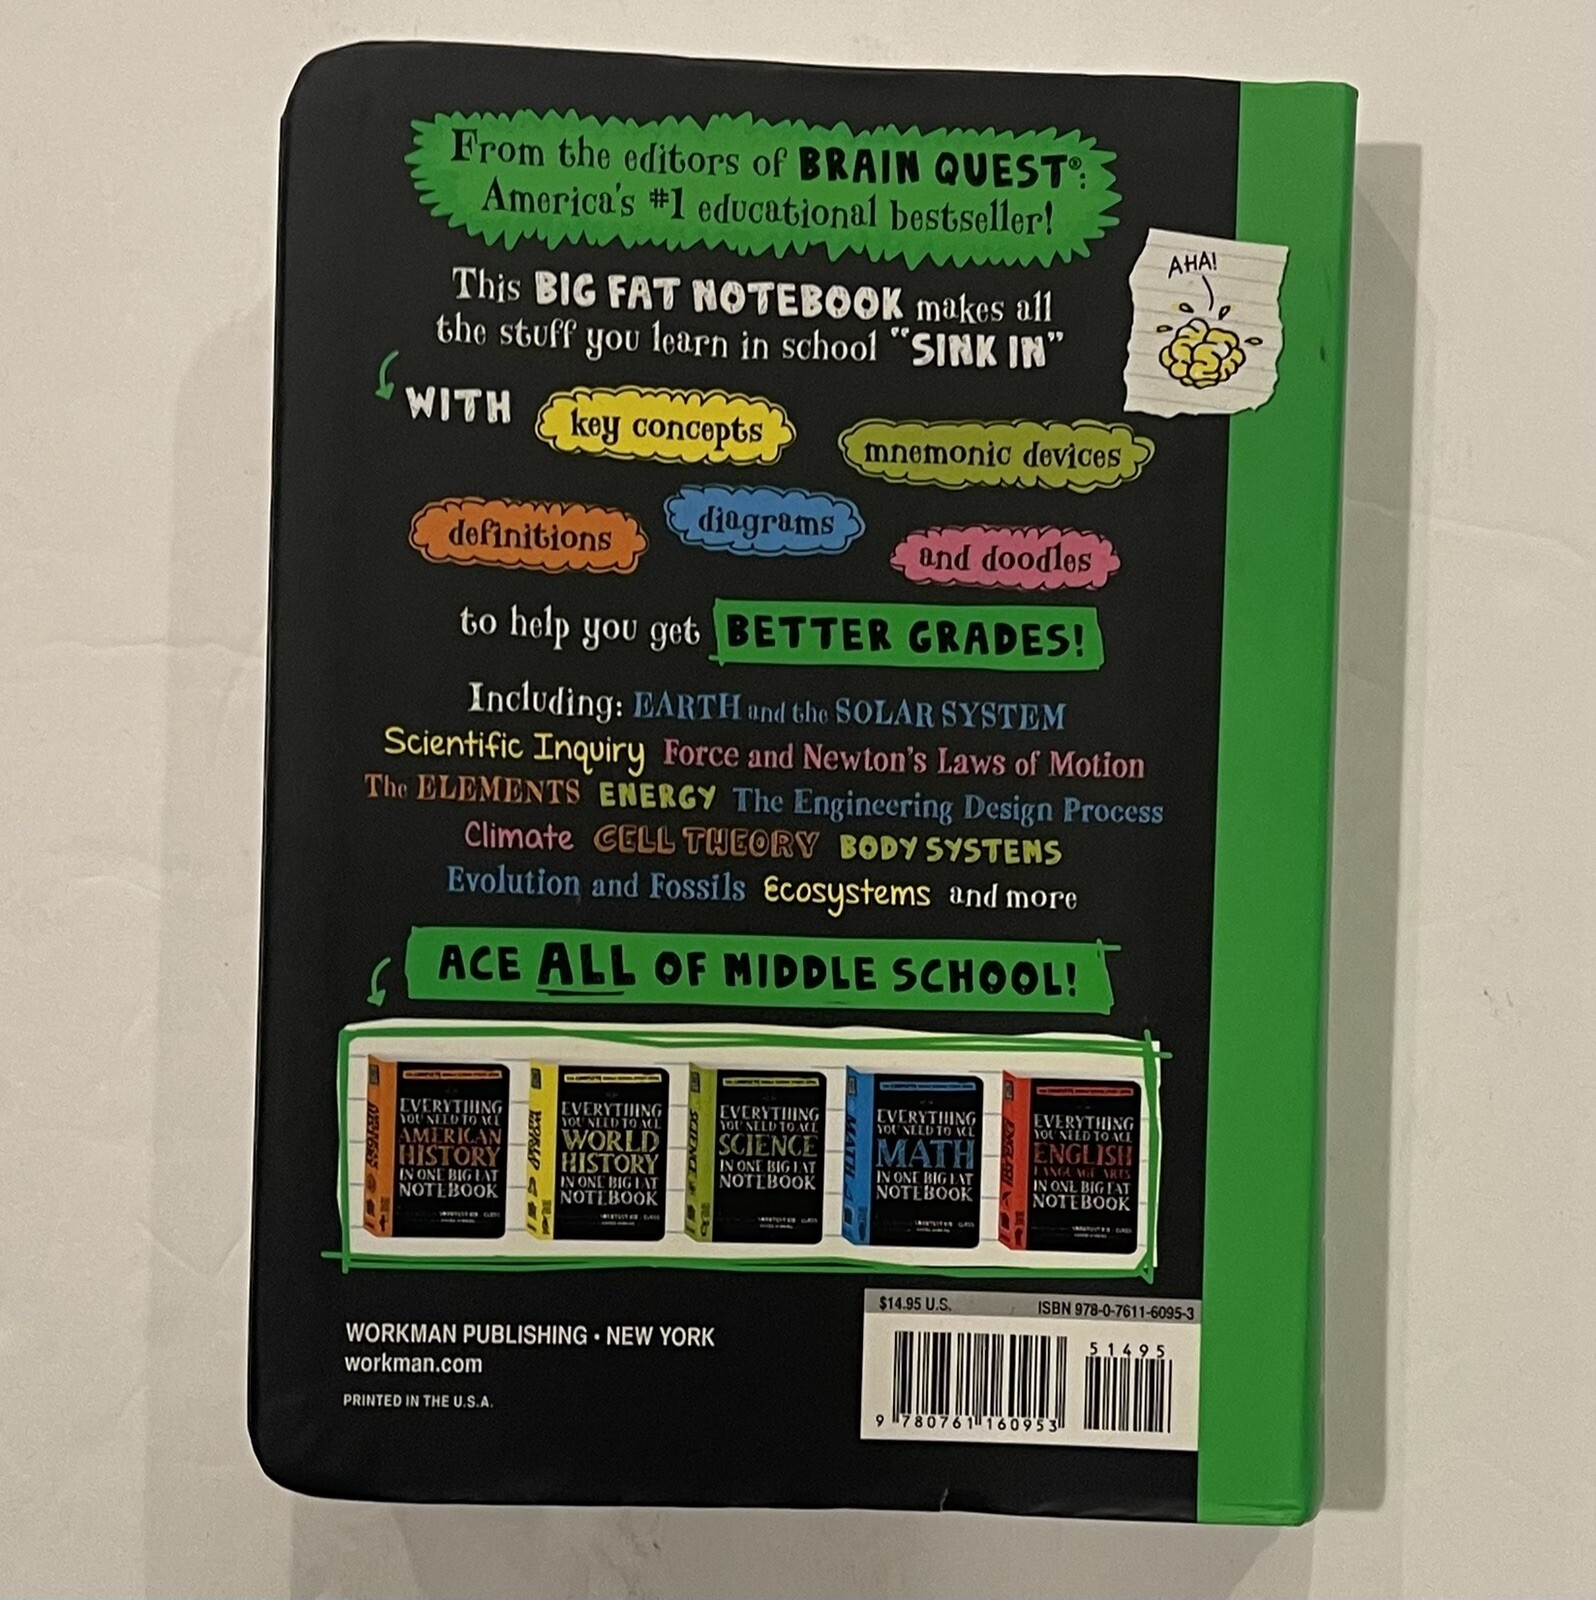 From the editors of BRAIN QUEST®:
America's #1 educational bestseller!
This BIG FAT NOTEBOOK makes all
the stuff you learn in school "SINK IN"
AHA!
WITH key concepts mnemonic devices
definitions diagrams and doodles
to help you get BETTER GRADES!
Including: EARTH and the SOLAR SYSTEM
Scientific Inquiry Force and Newton's Laws of Motion
The ELEMENTS ENERGY The Engineering Design Process
Climate CELL THEORY BODY SYSTEMS
Evolution and Fossils Ecosystems and more
ACE ALL OF MIDDLE SCHOOL!
EVERYTHING
YOU NEED TO ACE
AMERICAN
HISTORY
IN ONE BIG FAT
NOTEBOOK
EVERYTHING
YOU NEED TO ACE
WORLD
HISTORY
IN ONE BIG FAT
NOTEBOOK
SCIENCE
EVERYTHING
YOU NEED TO ACE
SCIENCE
IN ONE BIG FAT
NOTEBOOK
MATH
EVERYTHING
YOU NEED TO ACE
MATH
IN ONE BIG FAT
NOTEBOOK
ENGLISH
EVERYTHING
YOU NEED TO ACE
ENGLISH
LANGUAGE ARTS
IN ONE BIG FAT
NOTEBOOK
WORKMAN PUBLISHING • NEW YORK
workman.com
PRINTED IN THE U.S.A.
$14.95 U.S. ISBN 978-0-7611-6095-3
51495
9 780761 160953